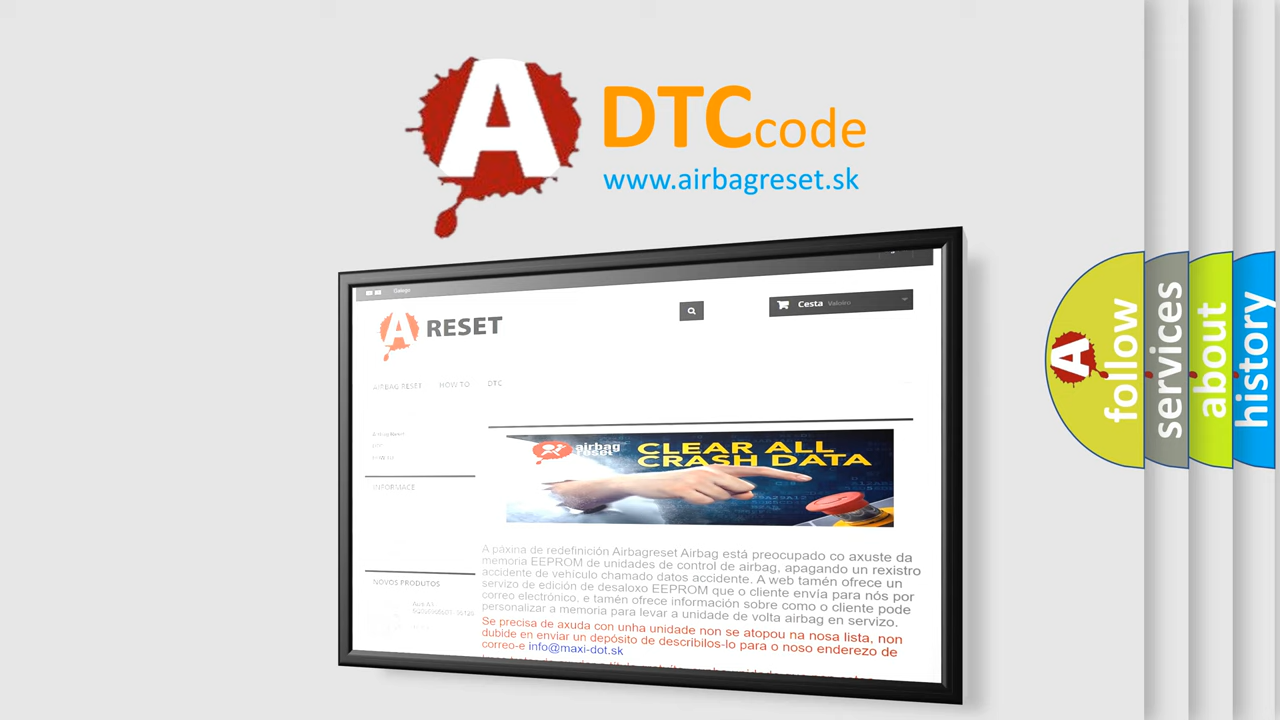 A
DTCcode
www.airbagreset.sk
Galego
A RESET
Cesta Valeiro
AIRBAG RESET HOW TO DTC
INFORMACE
NOVOS PRODUTOS
airbag
reset
CLEAR ALL
CRASH DATA
A páxina de redefinición Airbagreset Airbag está preocupado co axuste da
memoria EEPROM de unidades de control de airbag, apagando un rexistro
accidente de vehículo chamado datos accidente. A web tamén ofrece un
servizo de edición de desaloxo EEPROM que o cliente envía para nós por
correo electrónico, e tamén ofrece información sobre como o cliente pode
personalizar a memoria para levar a unidade de volta airbag en servizo.
Se precisa de axuda con unha unidade non se atopou na nosa lista, non
dubide en enviar un depósito de describilos-lo para o noso enderezo de
correo-e info@maxi-dot.sk
A
follow
services
about
history